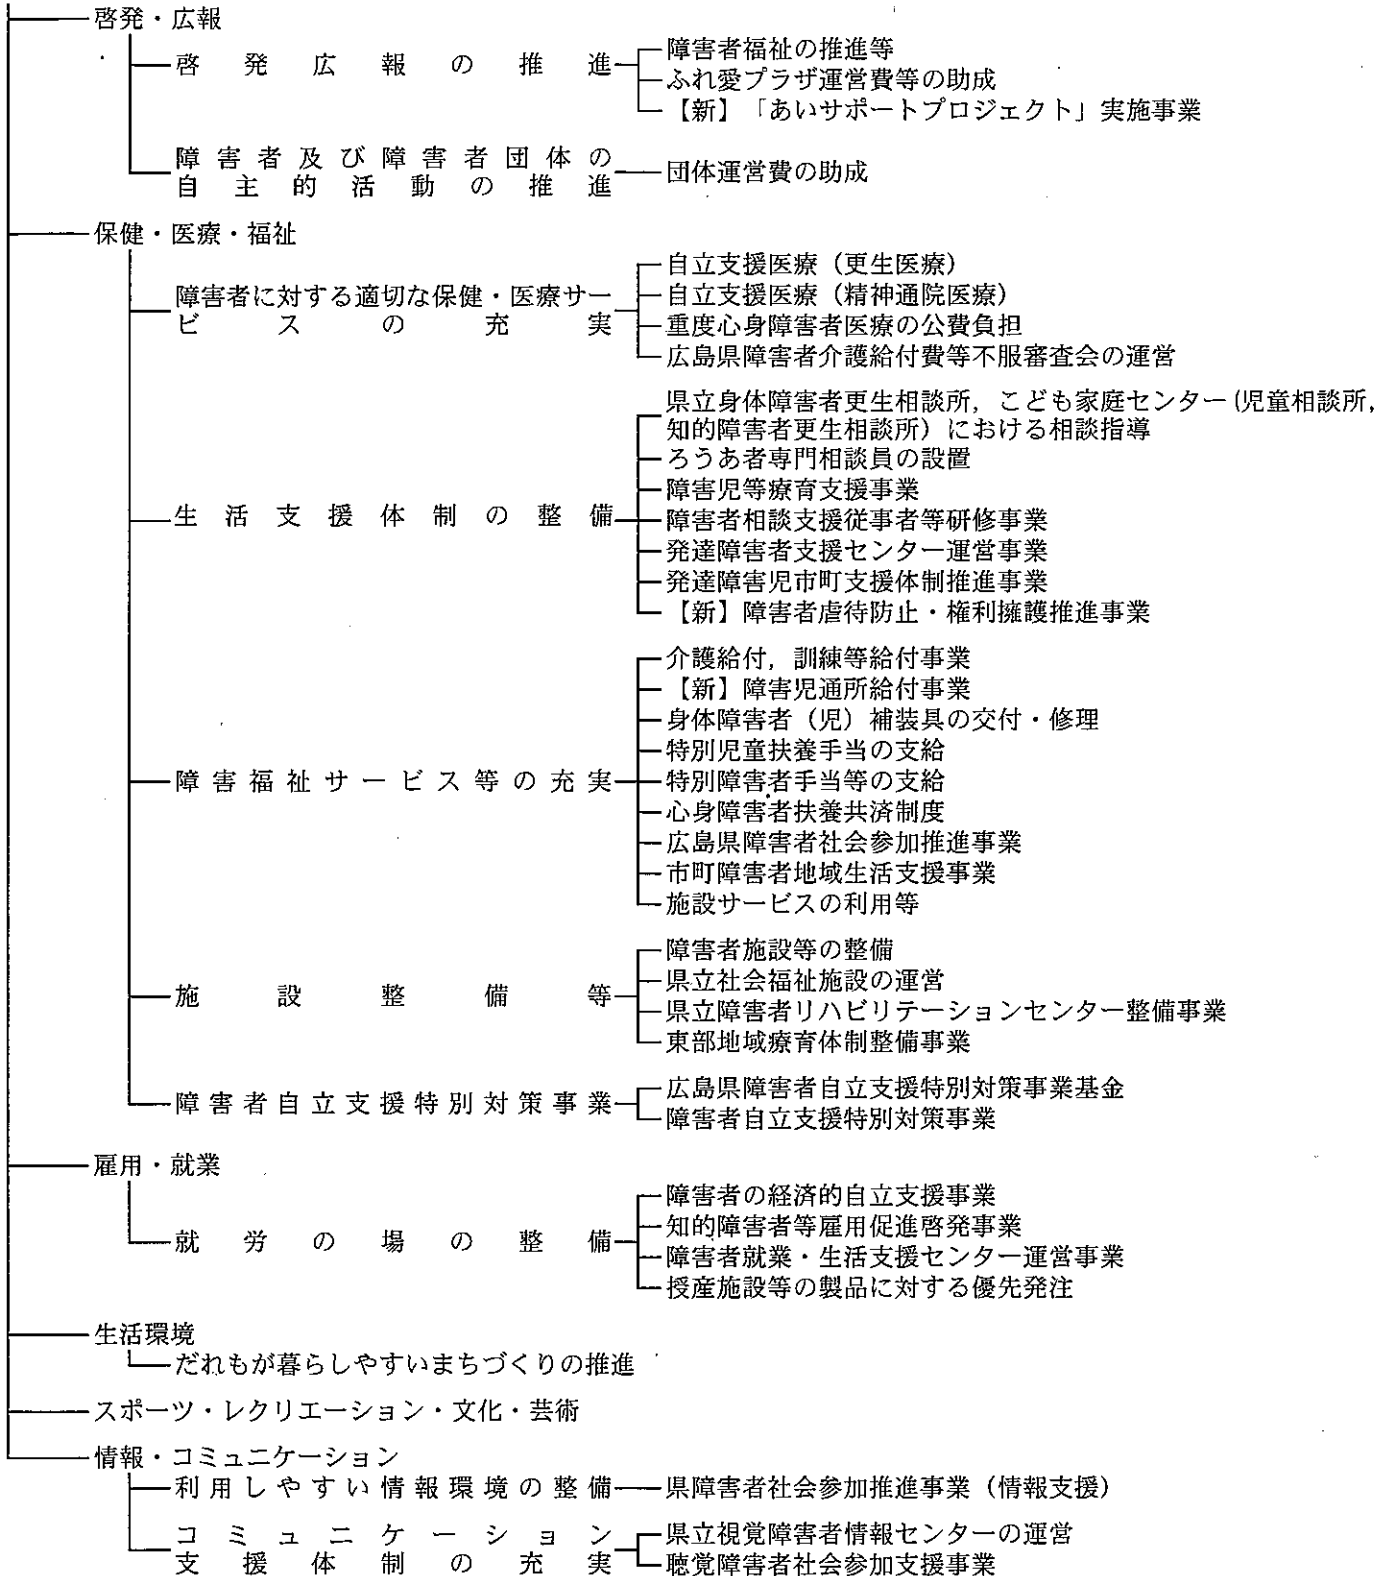 啓発・広報
啓発広報の推進
障害者福祉の推進等
ふれ愛プラザ運営費等の助成
【新】「あいサポートプロジェクト」実施事業
障害者及び障害者団体の
自主的活動の推進
団体運営費の助成
保健・医療・福祉
障害者に対する適切な保健・医療サー
ビスの充実
自立支援医療（更生医療）
自立支援医療（精神通院医療）
重度心身障害者医療の公費負担
広島県障害者介護給付費等不服審査会の運営
生活支援体制の整備
県立身体障害者更生相談所，こども家庭センター(児童相談所，
知的障害者更生相談所）における相談指導
ろうあ者専門相談員の設置
障害児等療育支援事業
障害者相談支援従事者等研修事業
発達障害者支援センター運営事業
発達障害児市町支援体制推進事業
【新】障害者虐待防止・権利擁護推進事業
障害福祉サービス等の充実
介護給付，訓練等給付事業
【新】障害児通所給付事業
身体障害者（児）補装具の交付・修理
特別児童扶養手当の支給
特別障害者手当等の支給
心身障害者扶養共済制度
広島県障害者社会参加推進事業
市町障害者地域生活支援事業
施設サービスの利用等
施設整備等
障害者施設等の整備
県立社会福祉施設の運営
県立障害者リハビリテーションセンター整備事業
東部地域療育体制整備事業
障害者自立支援特別対策事業
広島県障害者自立支援特別対策事業基金
障害者自立支援特別対策事業
雇用・就業
就労の場の整備
障害者の経済的自立支援事業
知的障害者等雇用促進啓発事業
障害者就業・生活支援センター運営事業
授産施設等の製品に対する優先発注
生活環境
だれもが暮らしやすいまちづくりの推進
スポーツ・レクリエーション・文化・芸術
情報・コミュニケーション
利用しやすい情報環境の整備
県障害者社会参加推進事業（情報支援）
コミュニケーション
支援体制の充実
県立視覚障害者情報センターの運営
聴覚障害者社会参加支援事業